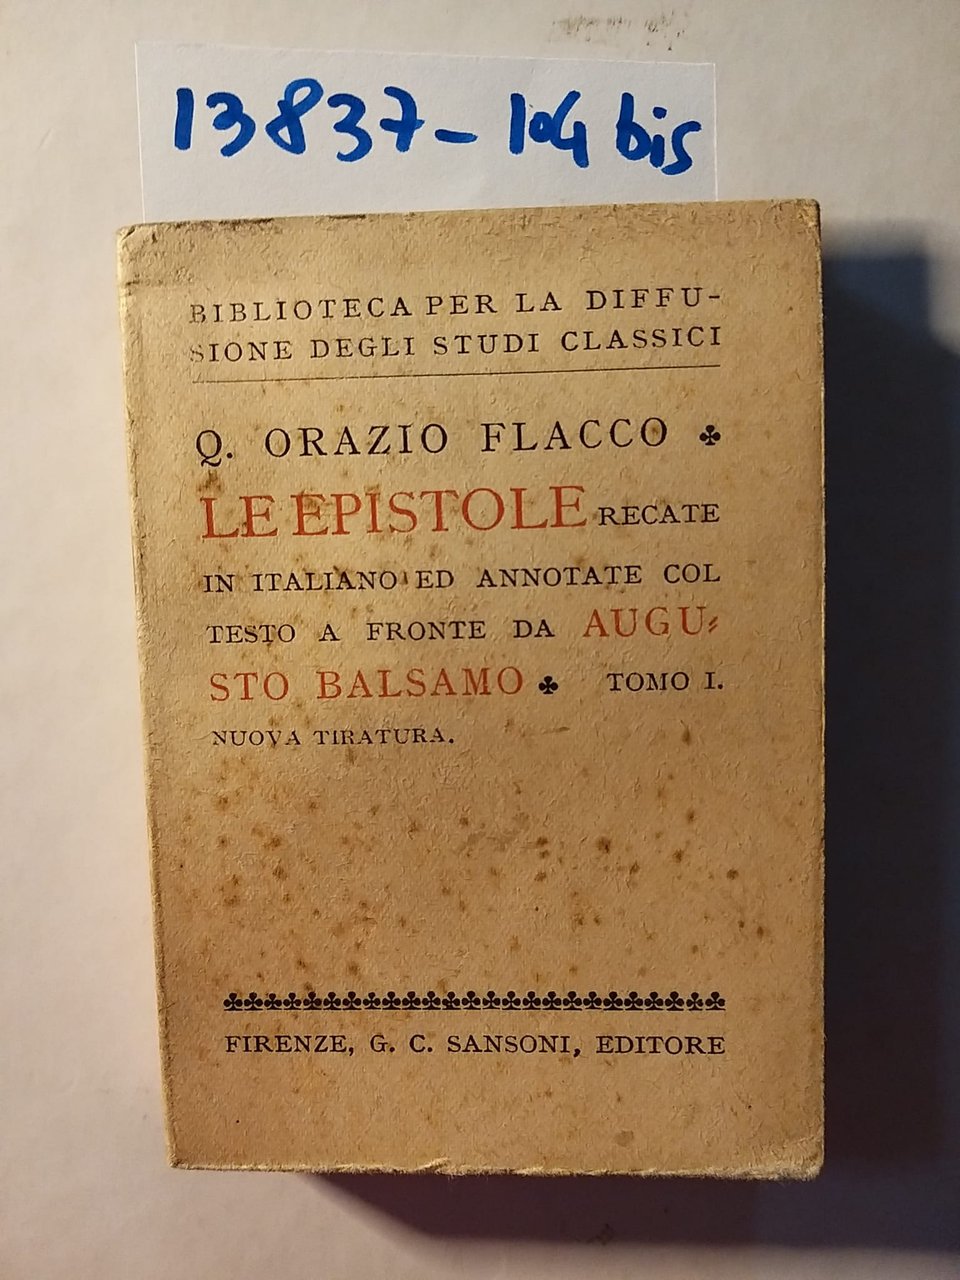 13837-104 bis
BIBLIOTECA PER LA DIFFU-
SIONE DEGLI STUDI CLASSICI
Q. ORAZIO FLACCO ♣
LE EPISTOLE RECATE
IN ITALIANO ED ANNOTATE COL
TESTO A FRONTE DA AUGU-
STO BALSAMO ♣ TOMO I.
NUOVA TIRATURA.
FIRENZE, G. C. SANSONI, EDITORE